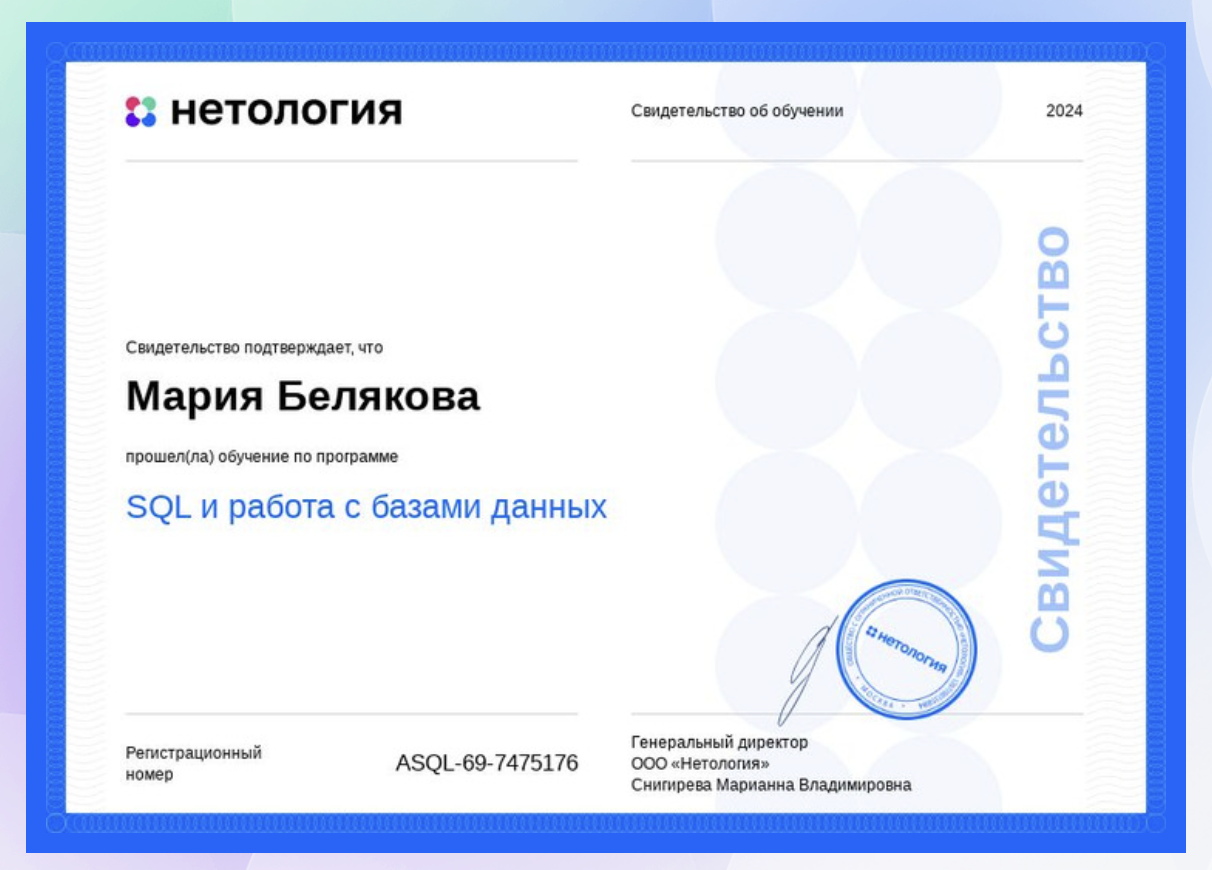 нетология
Свидетельство об обучении
2024
Свидетельство подтверждает, что
Мария Белякова
прошел(ла) обучение по программе
SQL и работа с базами данных
Свидетельство
нетология
МОСКВА
Регистрационный
номер
ASQL-69-7475176
Генеральный директор
ООО «Нетология»
Снигирева Марианна Владимировна